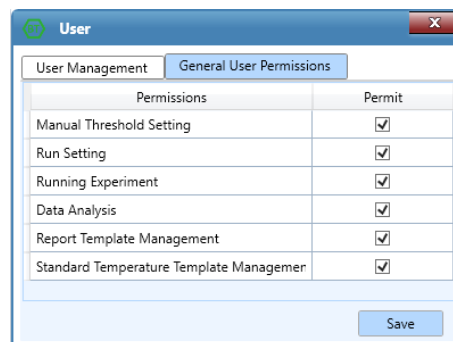 User
x
User Management
General User Permissions
Permissions Permit
Manual Threshold Setting
Run Setting
Running Experiment
Data Analysis
Report Template Management
Standard Temperature Template Managemer
Save